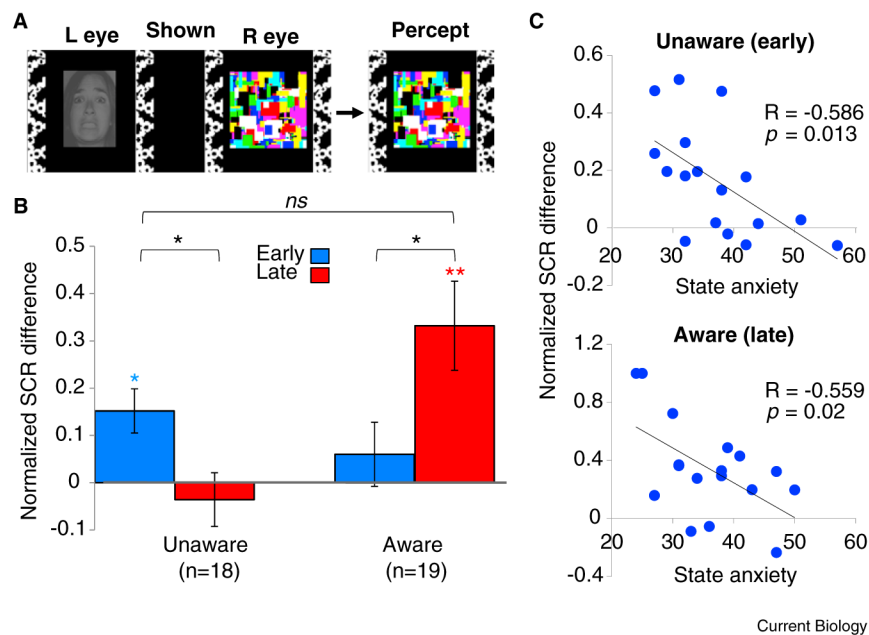 A
L eye
Shown
R eye
Percept
B
ns
*
*
Early
Late
*
**
Normalized SCR difference
0.5
0.4
0.3
0.2
0.1
0
-0.1
Unaware
(n=18)
Aware
(n=19)
C
Unaware (early)
Normalized SCR difference
0.6
0.4
0.2
0
-0.2
R = -0.586
p = 0.013
20
30
40
50
60
State anxiety
Aware (late)
1.2
0.8
0.4
0
-0.4
R = -0.559
p = 0.02
20
30
40
50
60
State anxiety
Current Biology